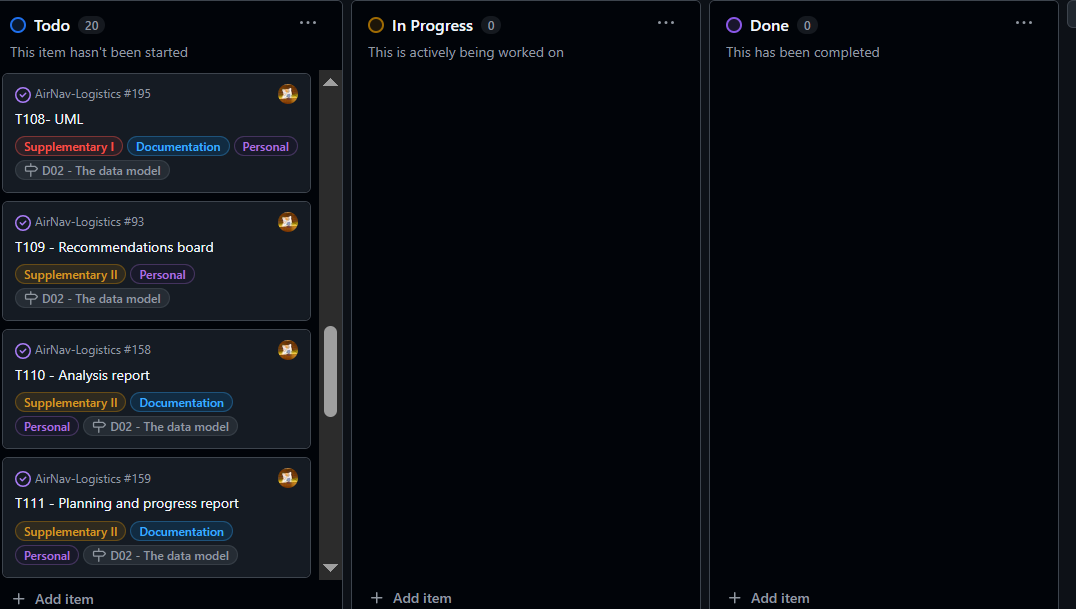 Todo 20
This item hasn't been started
AirNav-Logistics #195
T108- UML
Supplementary I Documentation Personal
D02 - The data model
AirNav-Logistics #93
T109 - Recommendations board
Supplementary II Personal
D02 - The data model
AirNav-Logistics #158
T110 - Analysis report
Supplementary II Documentation
Personal D02 - The data model
AirNav-Logistics #159
T111 - Planning and progress report
Supplementary II Documentation
Personal D02 - The data model
+ Add item
In Progress 0
This is actively being worked on
+ Add item
Done 0
This has been completed
+ Add item